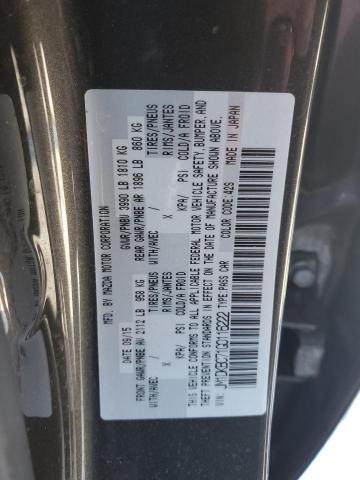 MFD. BY MAZDA MOTOR CORPORATION
DATE 09/15 GVWR/PNBV 3990 LB 1810 KG
FRONT GAWR/PNBE AV 2112 LB 958 KG REAR GAWR/PNBE AR 1896 LB 860 KG
WITH/AVEC TIRES/PNEUS WITH/AVEC TIRES/PNEUS
X RIMS/JANTES X RIMS/JANTES
KPA/ PSI COLD/A FROID KPA/ PSI COLD/A FROID
THIS VEHICLE CONFORMS TO ALL APPLICABLE FEDERAL MOTOR VEHICLE SAFETY, BUMPER, AND
THEFT PREVENTION STANDARDS IN EFFECT ON THE DATE OF MANUFACTURE SHOWN ABOVE.
VIN: TYPE PASS CAR COLOR CODE: 42S MADE IN JAPAN